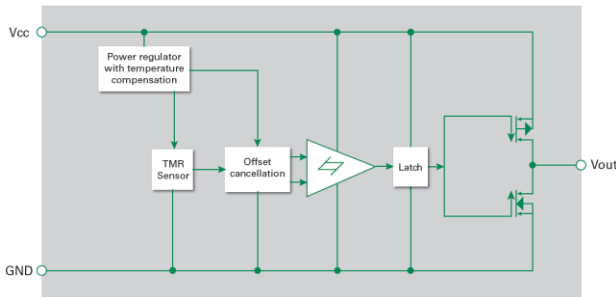 Vcc
Power regulator
with temperature
compensation
TMR
Sensor
Offset
cancellation
Latch
Vout
GND